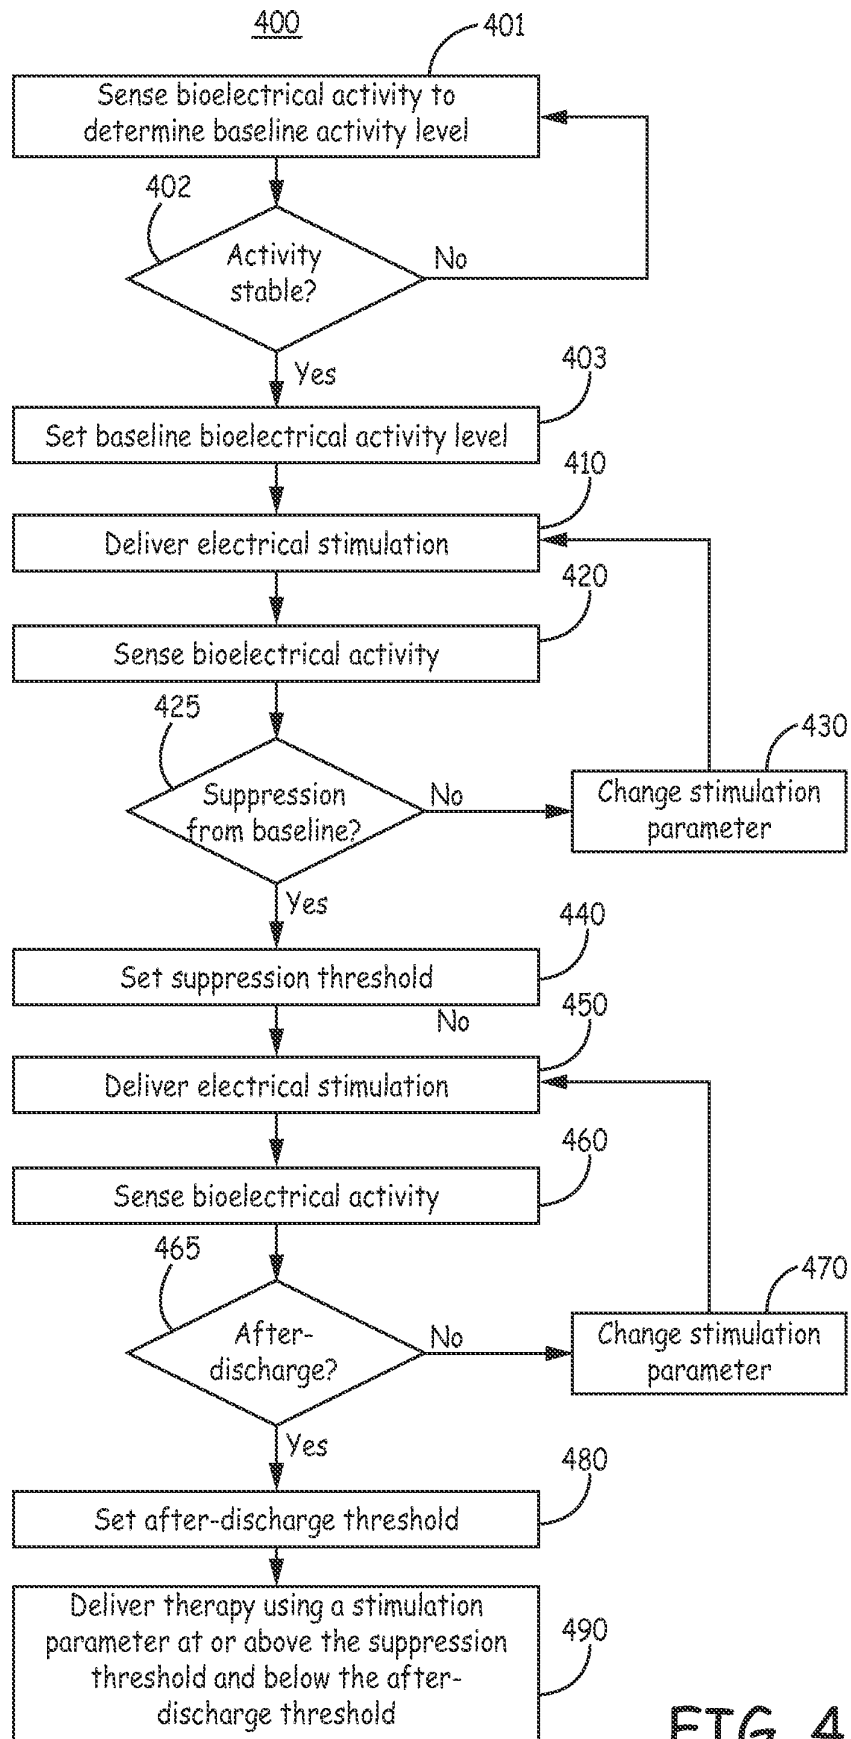 400
401
Sense bioelectrical activity to
determine baseline activity level
402
Activity
stable?
No
Yes
403
Set baseline bioelectrical activity level
410
Deliver electrical stimulation
420
Sense bioelectrical activity
425
Suppression
from baseline?
No
430
Change stimulation
parameter
Yes
440
Set suppression threshold
No
450
Deliver electrical stimulation
460
Sense bioelectrical activity
465
After-
discharge?
No
470
Change stimulation
parameter
Yes
480
Set after-discharge threshold
490
Deliver therapy using a stimulation
parameter at or above the suppression
threshold and below the after-
discharge threshold
FIG. 4